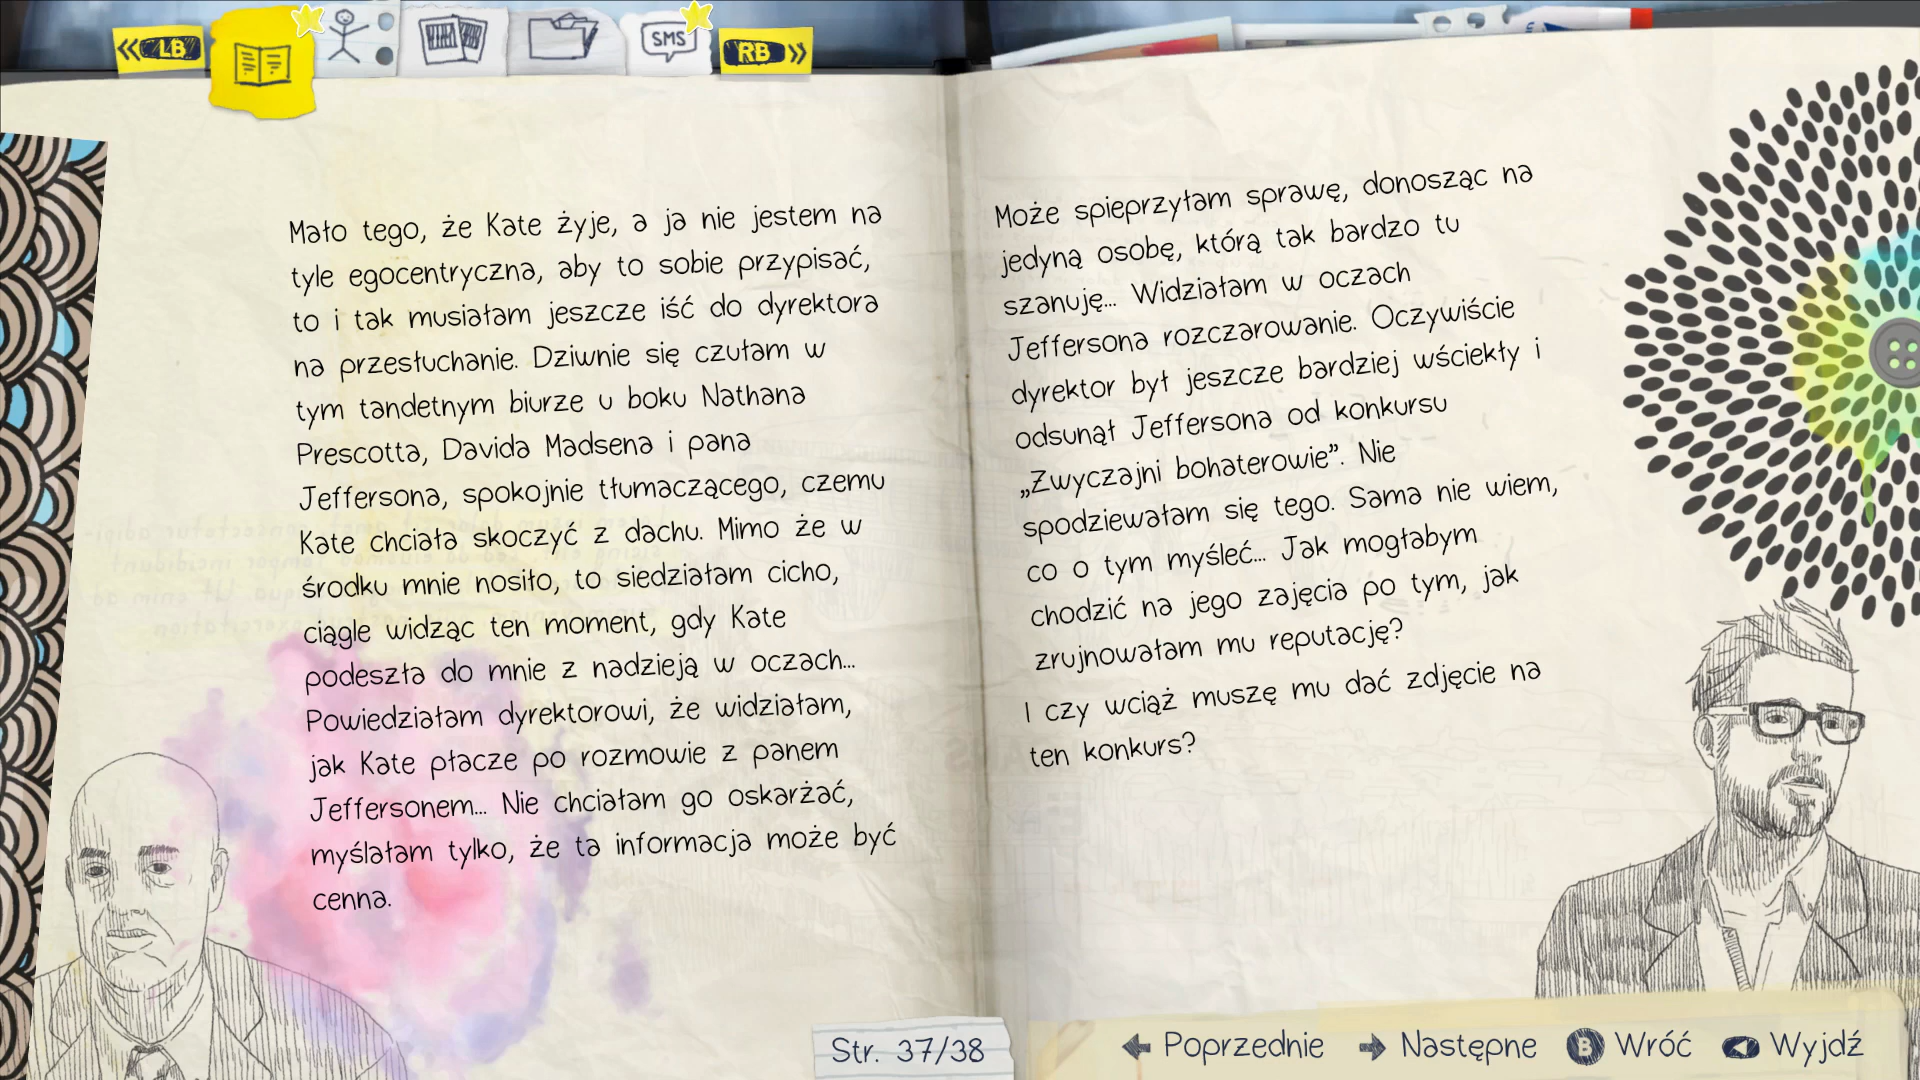 LB
SMS
RB
Mało tego, że Kate żyje, a ja nie jestem na
tyle egocentryczna, aby to sobie przypisać,
to i tak musiałam jeszcze iść do dyrektora
na przesłuchanie. Dziwnie się czułam w
tym tandetnym biurze u boku Nathana
Prescotta, Davida Madsena i pana
Jeffersona, spokojnie tłumaczącego, czemu
Kate chciała skoczyć z dachu. Mimo że w
środku mnie nosiło, to siedziałam cicho,
ciągle widząc ten moment, gdy Kate
podeszła do mnie z nadzieją w oczach...
Powiedziałam dyrektorowi, że widziałam,
jak Kate płacze po rozmowie z panem
Jeffersonem... Nie chciałam go oskarżać,
myślałam tylko, że ta informacja może być
cenna.
Może spieprzyłam sprawę, donosząc na
jedyną osobę, którą tak bardzo tu
szanuję... Widziałam w oczach
Jeffersona rozczarowanie. Oczywiście
dyrektor był jeszcze bardziej wściekły i
odsunął Jeffersona od konkursu
„Zwyczajni bohaterowie”. Nie
spodziewałam się tego. Sama nie wiem,
co o tym myśleć... Jak mogłabym
chodzić na jego zajęcia po tym, jak
zrujnowałam mu reputację?
I czy wciąż muszę mu dać zdjęcie na
ten konkurs?
Str. 37/38
Poprzednie
Następne
B Wróć
Wyjdź